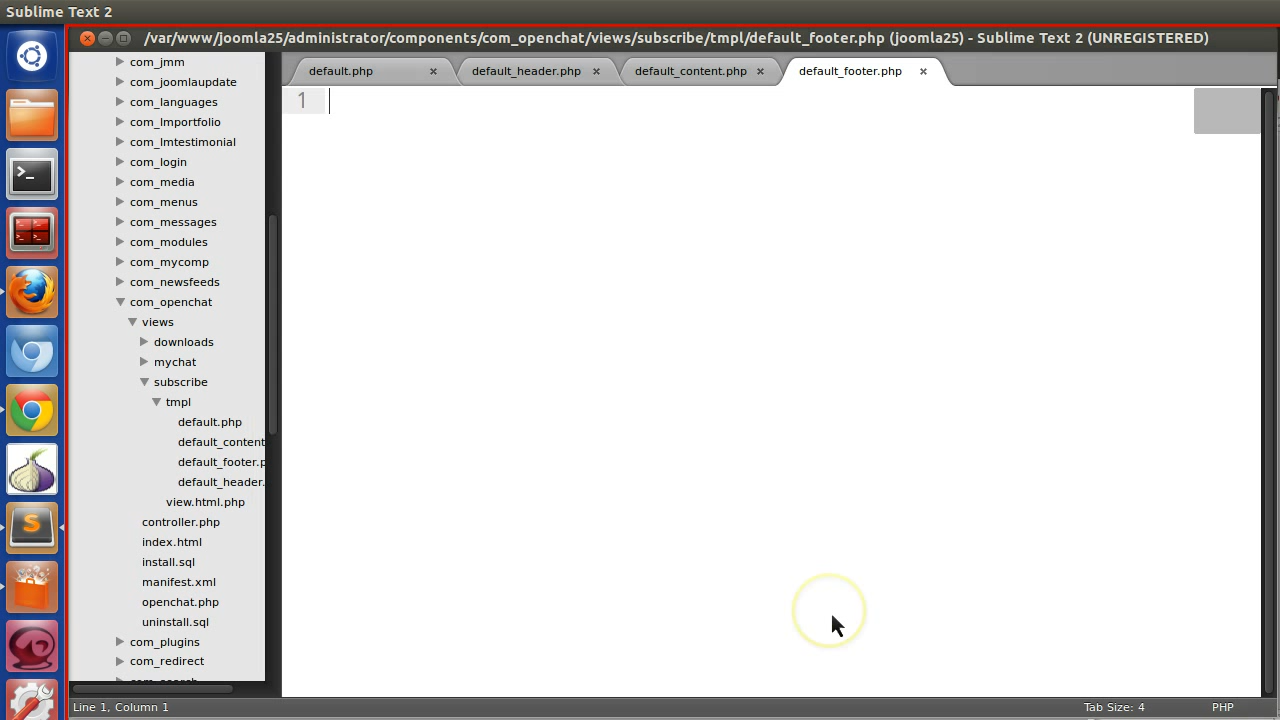 Sublime Text 2
/var/www/joomla25/administrator/components/com_openchat/views/subscribe/tmpl/default_footer.php (joomla25) - Sublime Text 2 (UNREGISTERED)
default.php
default_header.php
default_content.php
default_footer.php
1
com_jmm
com_joomlaupdate
com_languages
com_lmportfolio
com_lmtestimonial
com_login
com_media
com_menus
com_messages
com_modules
com_mycomp
com_newsfeeds
com_openchat
views
downloads
mychat
subscribe
tmpl
default.php
default_content
default_footer.p
default_header.
view.html.php
controller.php
index.html
install.sql
manifest.xml
openchat.php
uninstall.sql
com_plugins
com_redirect
Line 1, Column 1
Tab Size: 4
PHP